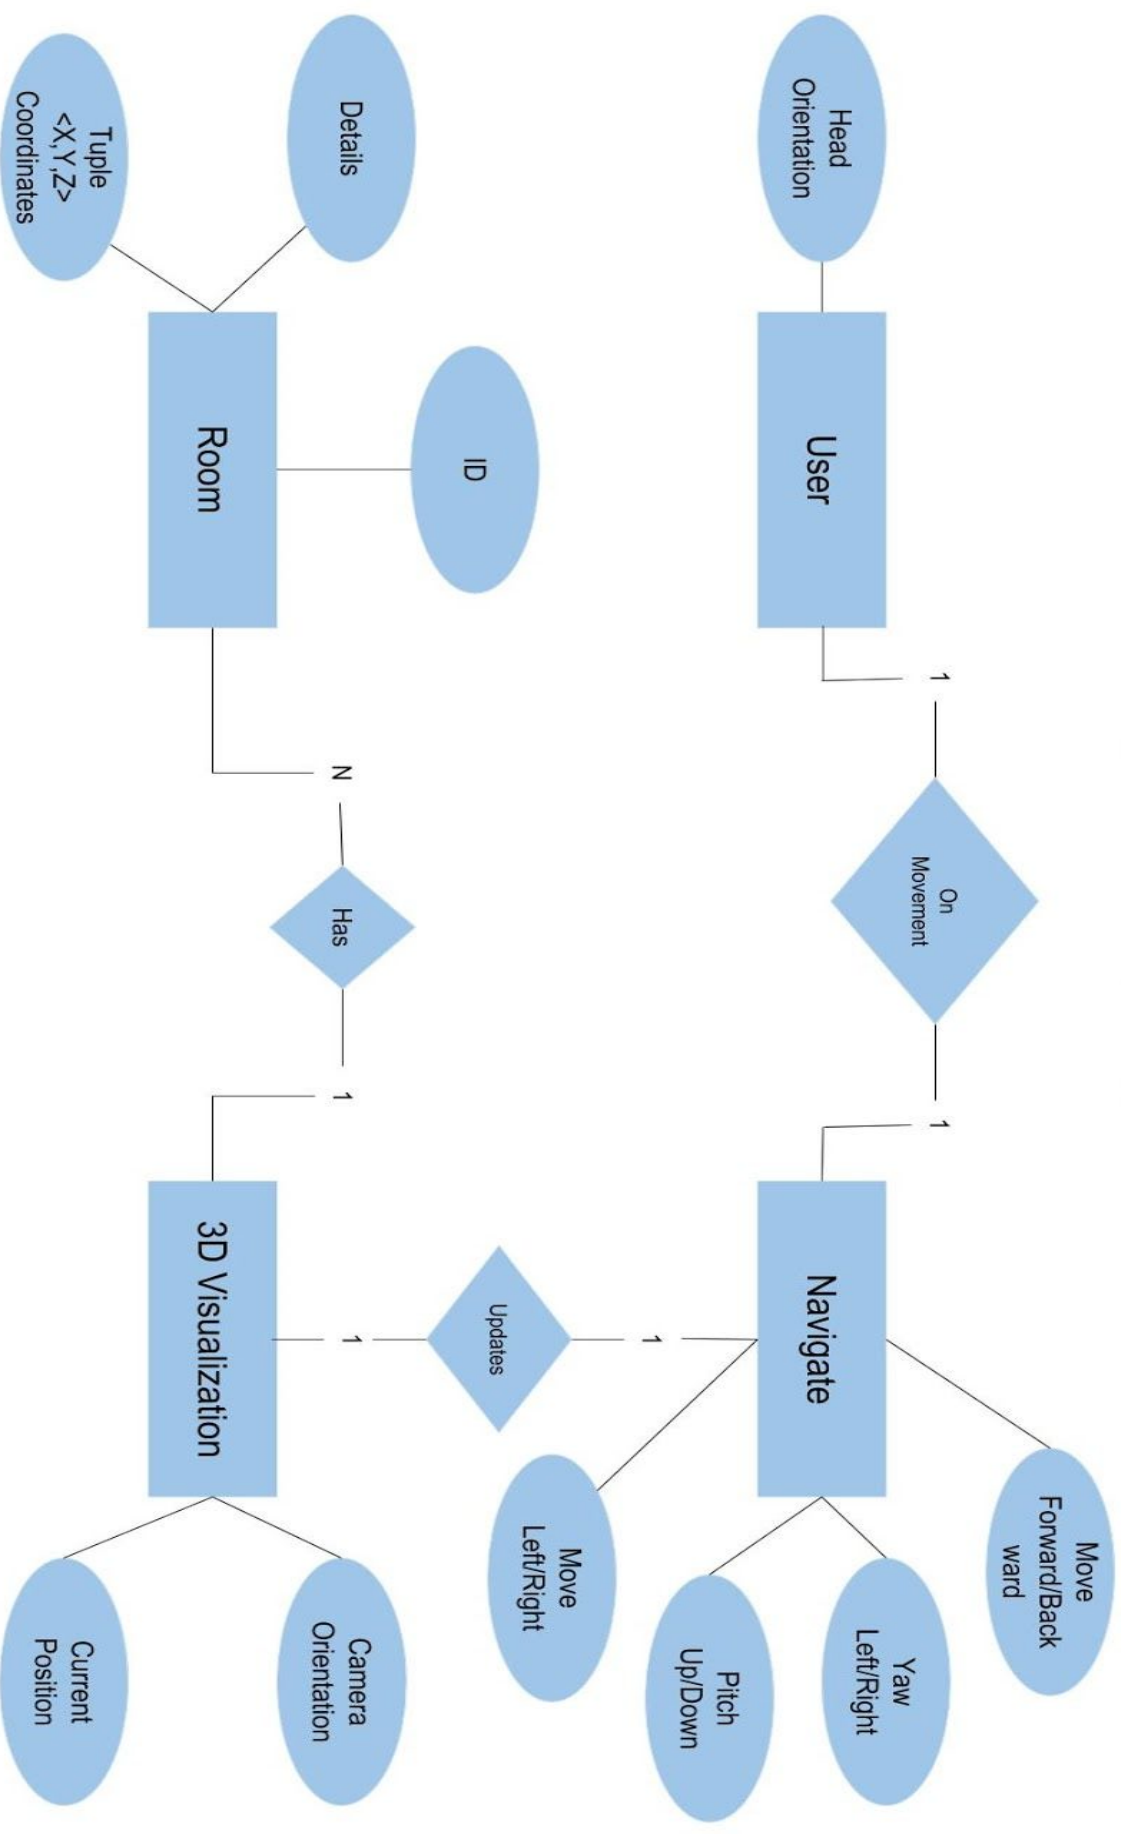 Move
Forward/Back
ward
1
On
Movement
1
Head
Orientation
User
Navigate
Yaw
Left/Right
Pitch
Up/Down
1
Move
Left/Right
Updates
ID
1
Details
N
Has
1
Camera
Orientation
Room
3D Visualization
Tuple
<X,Y,Z>
Coordinates
Current
Position